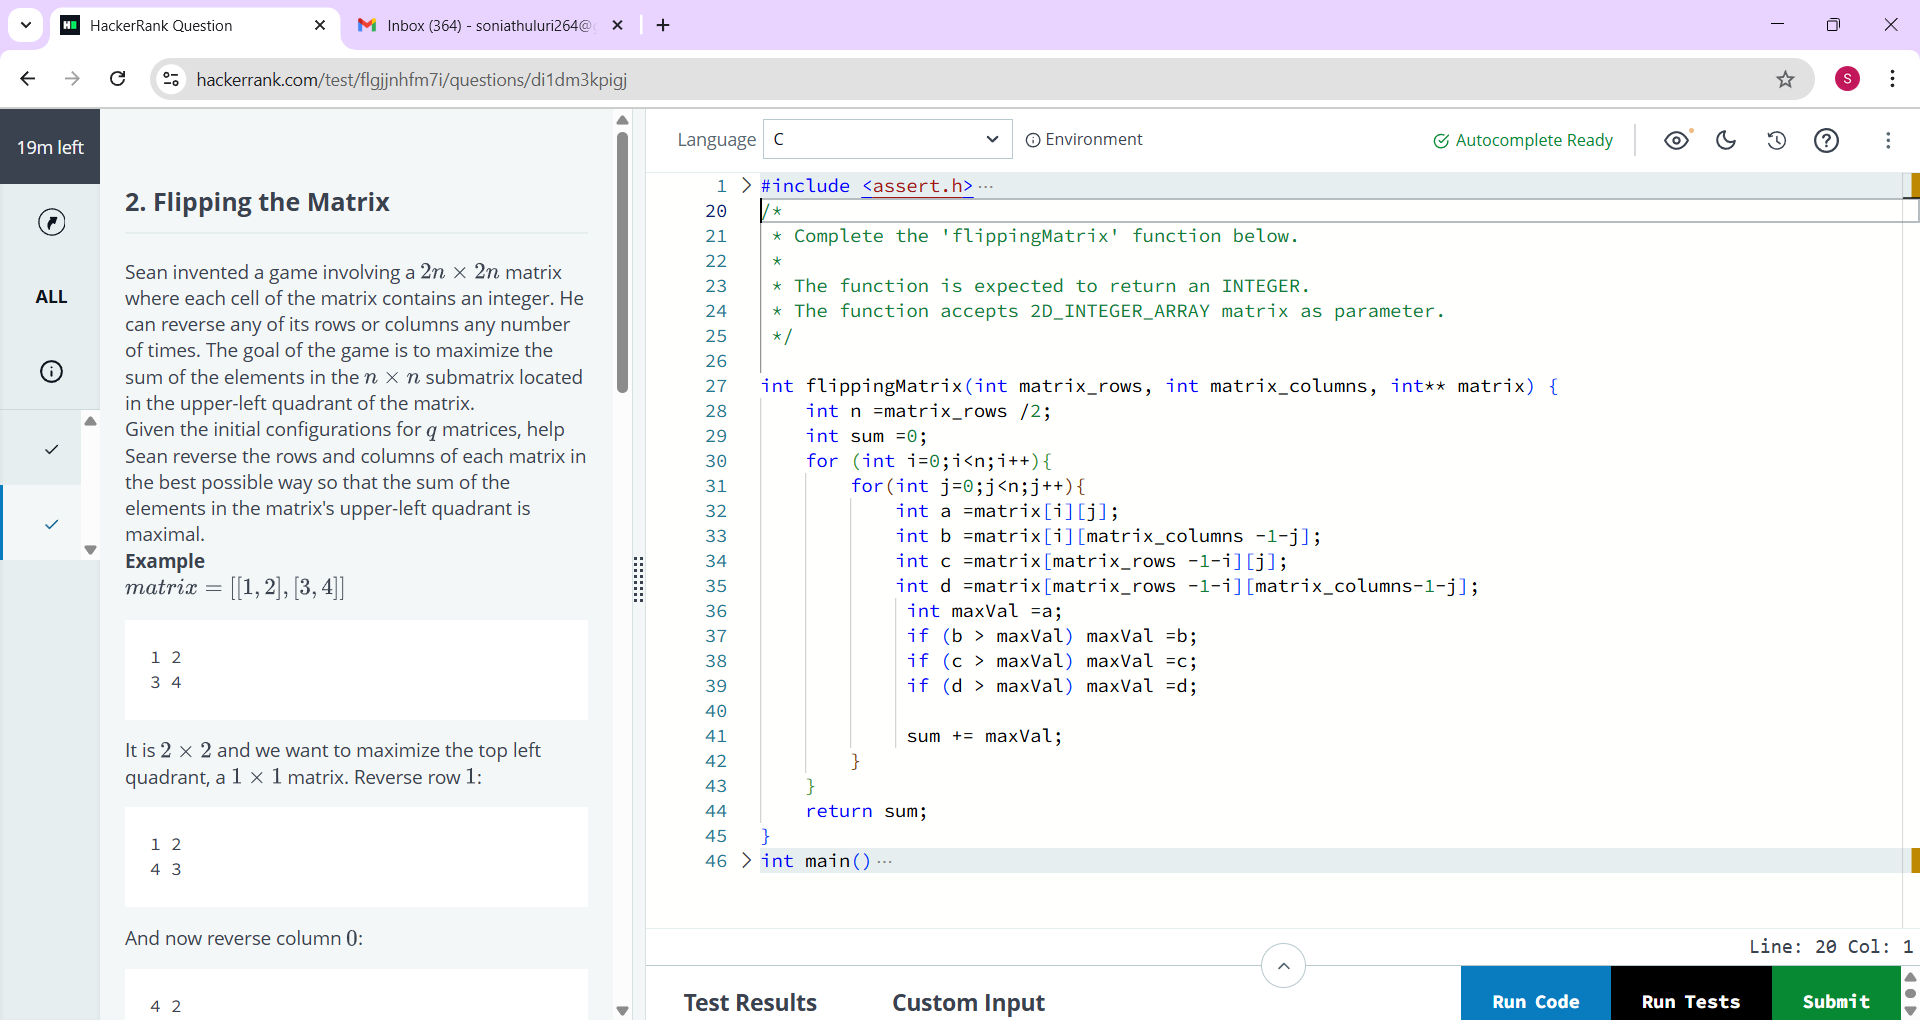 HackerRank Question
Inbox (364) - soniathuluri264@
hackerrank.com/test/flgjjnhfm7i/questions/di1dm3kpigj
S
19m left
ALL
2. Flipping the Matrix
Sean invented a game involving a 2n × 2n matrix
where each cell of the matrix contains an integer. He
can reverse any of its rows or columns any number
of times. The goal of the game is to maximize the
sum of the elements in the n × n submatrix located
in the upper-left quadrant of the matrix.
Given the initial configurations for q matrices, help
Sean reverse the rows and columns of each matrix in
the best possible way so that the sum of the
elements in the matrix's upper-left quadrant is
maximal.
Example
matrix = [[1, 2], [3, 4]]
1 2
3 4
It is 2 × 2 and we want to maximize the top left
quadrant, a 1 × 1 matrix. Reverse row 1:
1 2
4 3
And now reverse column 0:
4 2
Language C Environment
Autocomplete Ready
1 #include <assert.h> ···
20 /*
21  * Complete the 'flippingMatrix' function below.
22  *
23  * The function is expected to return an INTEGER.
24  * The function accepts 2D_INTEGER_ARRAY matrix as parameter.
25  */
26
27 int flippingMatrix(int matrix_rows, int matrix_columns, int** matrix) {
28     int n =matrix_rows /2;
29     int sum =0;
30     for (int i=0;i<n;i++){
31         for(int j=0;j<n;j++){
32             int a =matrix[i][j];
33             int b =matrix[i][matrix_columns -1-j];
34             int c =matrix[matrix_rows -1-i][j];
35             int d =matrix[matrix_rows -1-i][matrix_columns-1-j];
36              int maxVal =a;
37              if (b > maxVal) maxVal =b;
38              if (c > maxVal) maxVal =c;
39              if (d > maxVal) maxVal =d;
40
41              sum += maxVal;
42         }
43     }
44     return sum;
45 }
46 int main() ···
Line: 20 Col: 1
Test Results Custom Input
Run Code Run Tests Submit